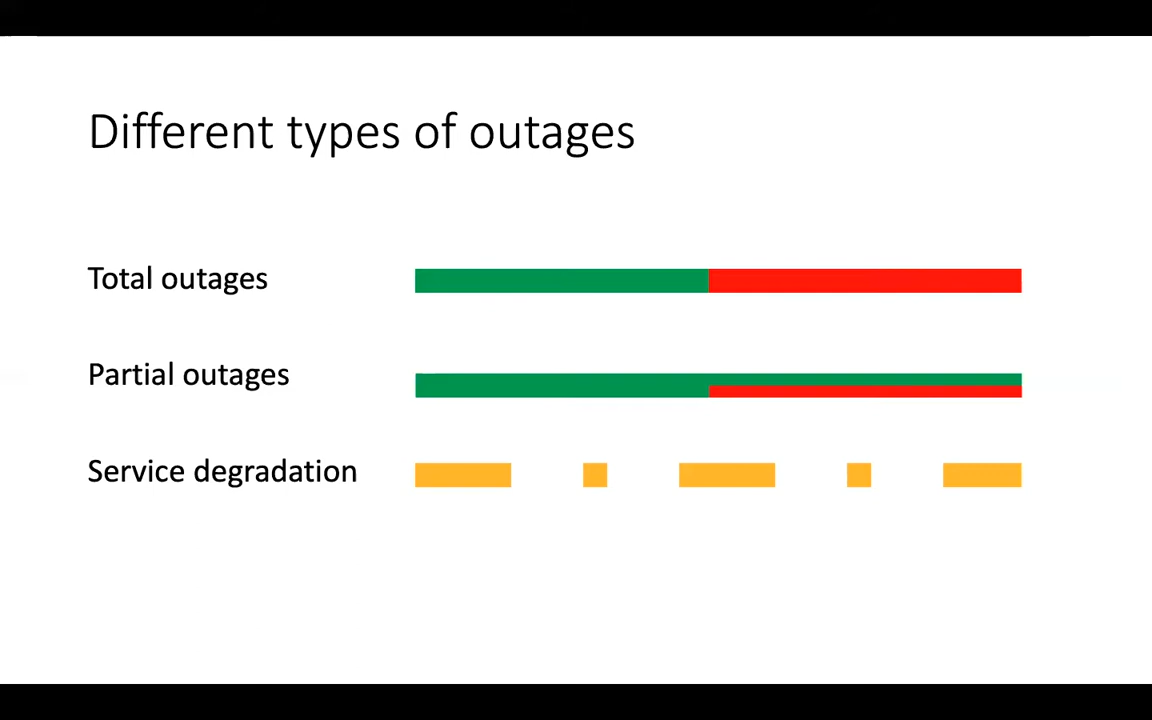 Different types of outages
Total outages
Partial outages
Service degradation